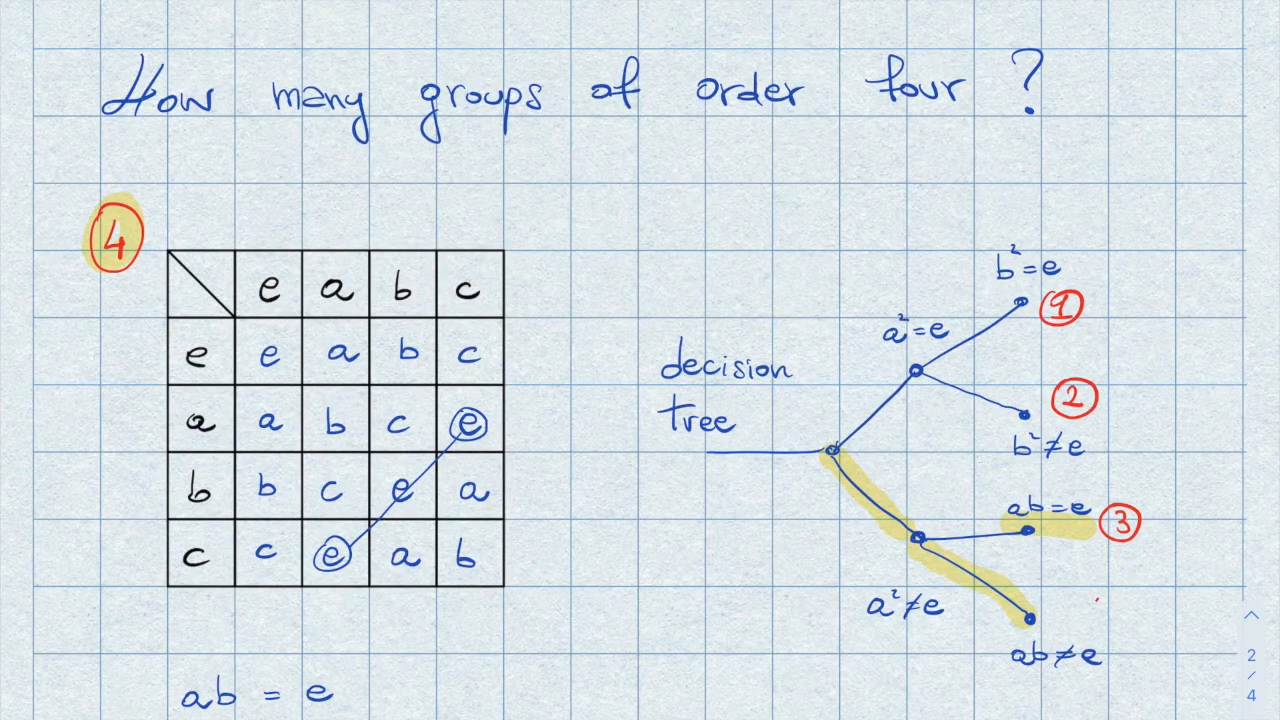 How many groups of order four ?
4
e a b c
e e a b c
a a b c e
b b c e a
c c e a b
ab = e
decision
tree
a² = e
b² = e
1
2
b² ≠ e
ab = e
3
a² ≠ e
ab ≠ e
2
/
4